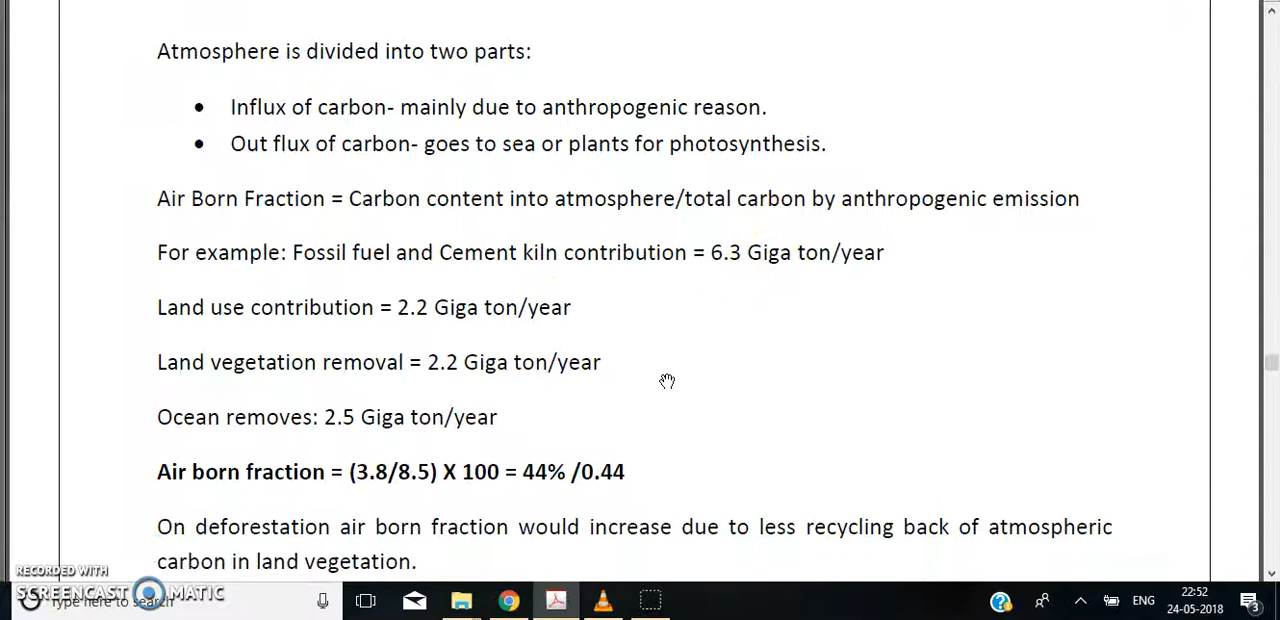 Atmosphere is divided into two parts:
• Influx of carbon- mainly due to anthropogenic reason.
• Out flux of carbon- goes to sea or plants for photosynthesis.
Air Born Fraction = Carbon content into atmosphere/total carbon by anthropogenic emission
For example: Fossil fuel and Cement kiln contribution = 6.3 Giga ton/year
Land use contribution = 2.2 Giga ton/year
Land vegetation removal = 2.2 Giga ton/year
Ocean removes: 2.5 Giga ton/year
Air born fraction = (3.8/8.5) X 100 = 44% /0.44
On deforestation air born fraction would increase due to less recycling back of atmospheric
carbon in land vegetation.
RECORDED WITH
SCREENCAST MATIC
Type here to search
ENG
22:52
24-05-2018
3